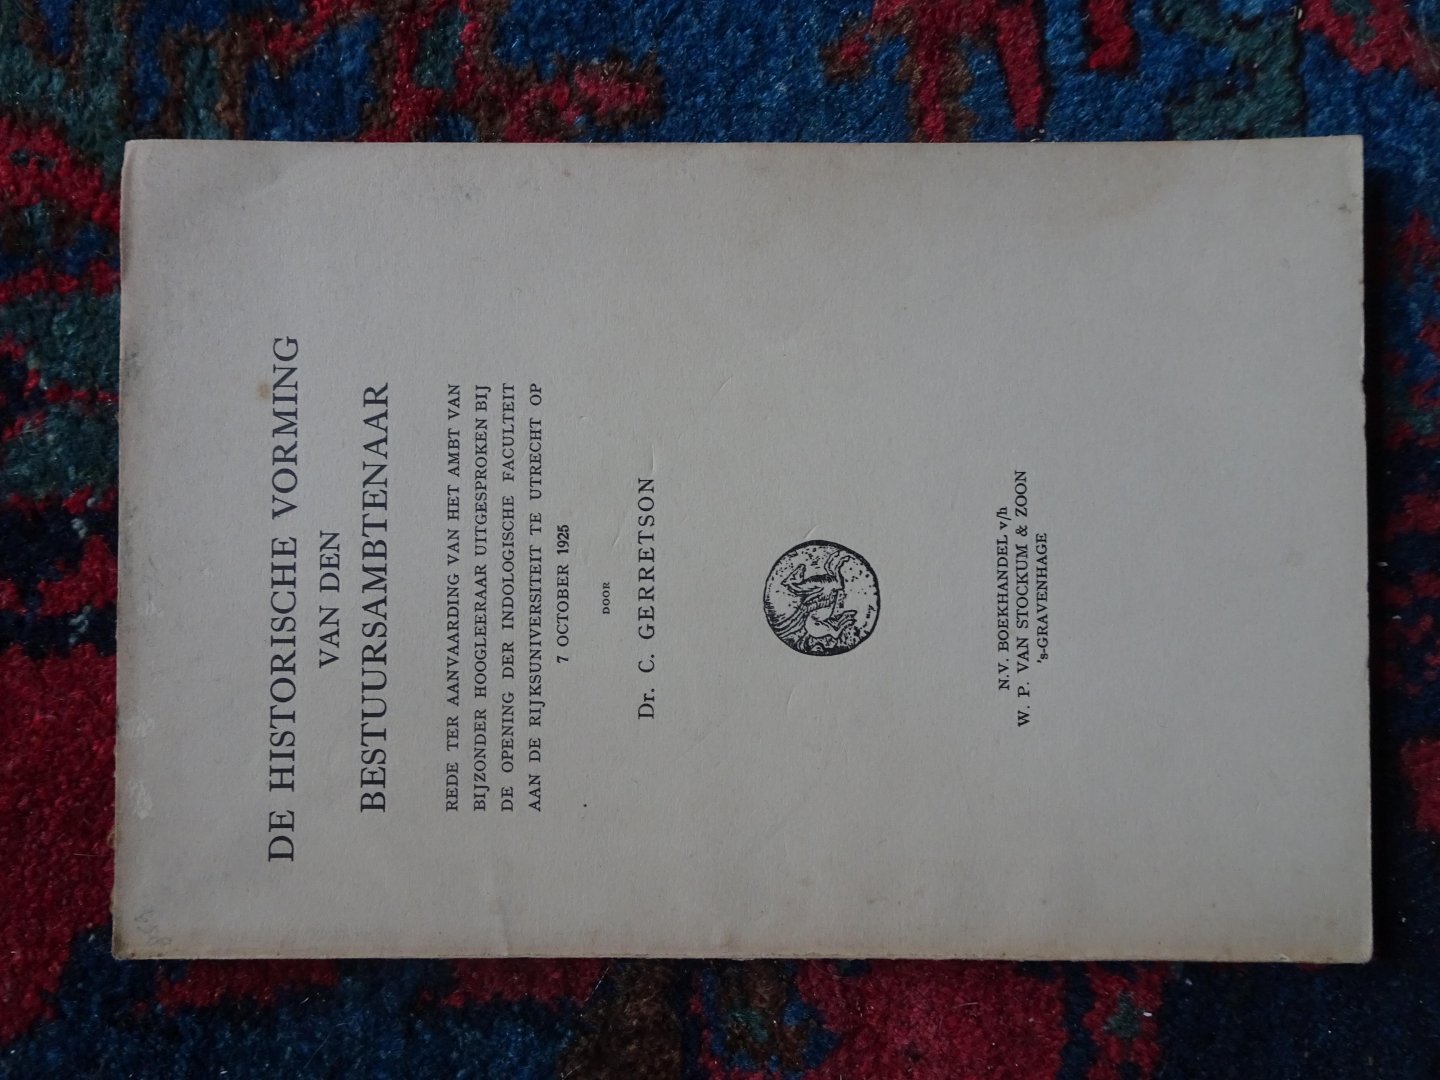 DE HISTORISCHE VORMING
VAN DEN
BESTUURSAMBTENAAR
REDE TER AANVAARDING VAN HET AMBT VAN
BIJZONDER HOOGLEERAAR UITGESPROKEN BIJ
DE OPENING DER INDOLOGISCHE FACULTEIT
AAN DE RIJKSUNIVERSITEIT TE UTRECHT OP
7 OCTOBER 1925
DOOR
Dr. C. GERRETSON
N.V. BOEKHANDEL v/h
W. P. VAN STOCKUM & ZOON
's-GRAVENHAGE